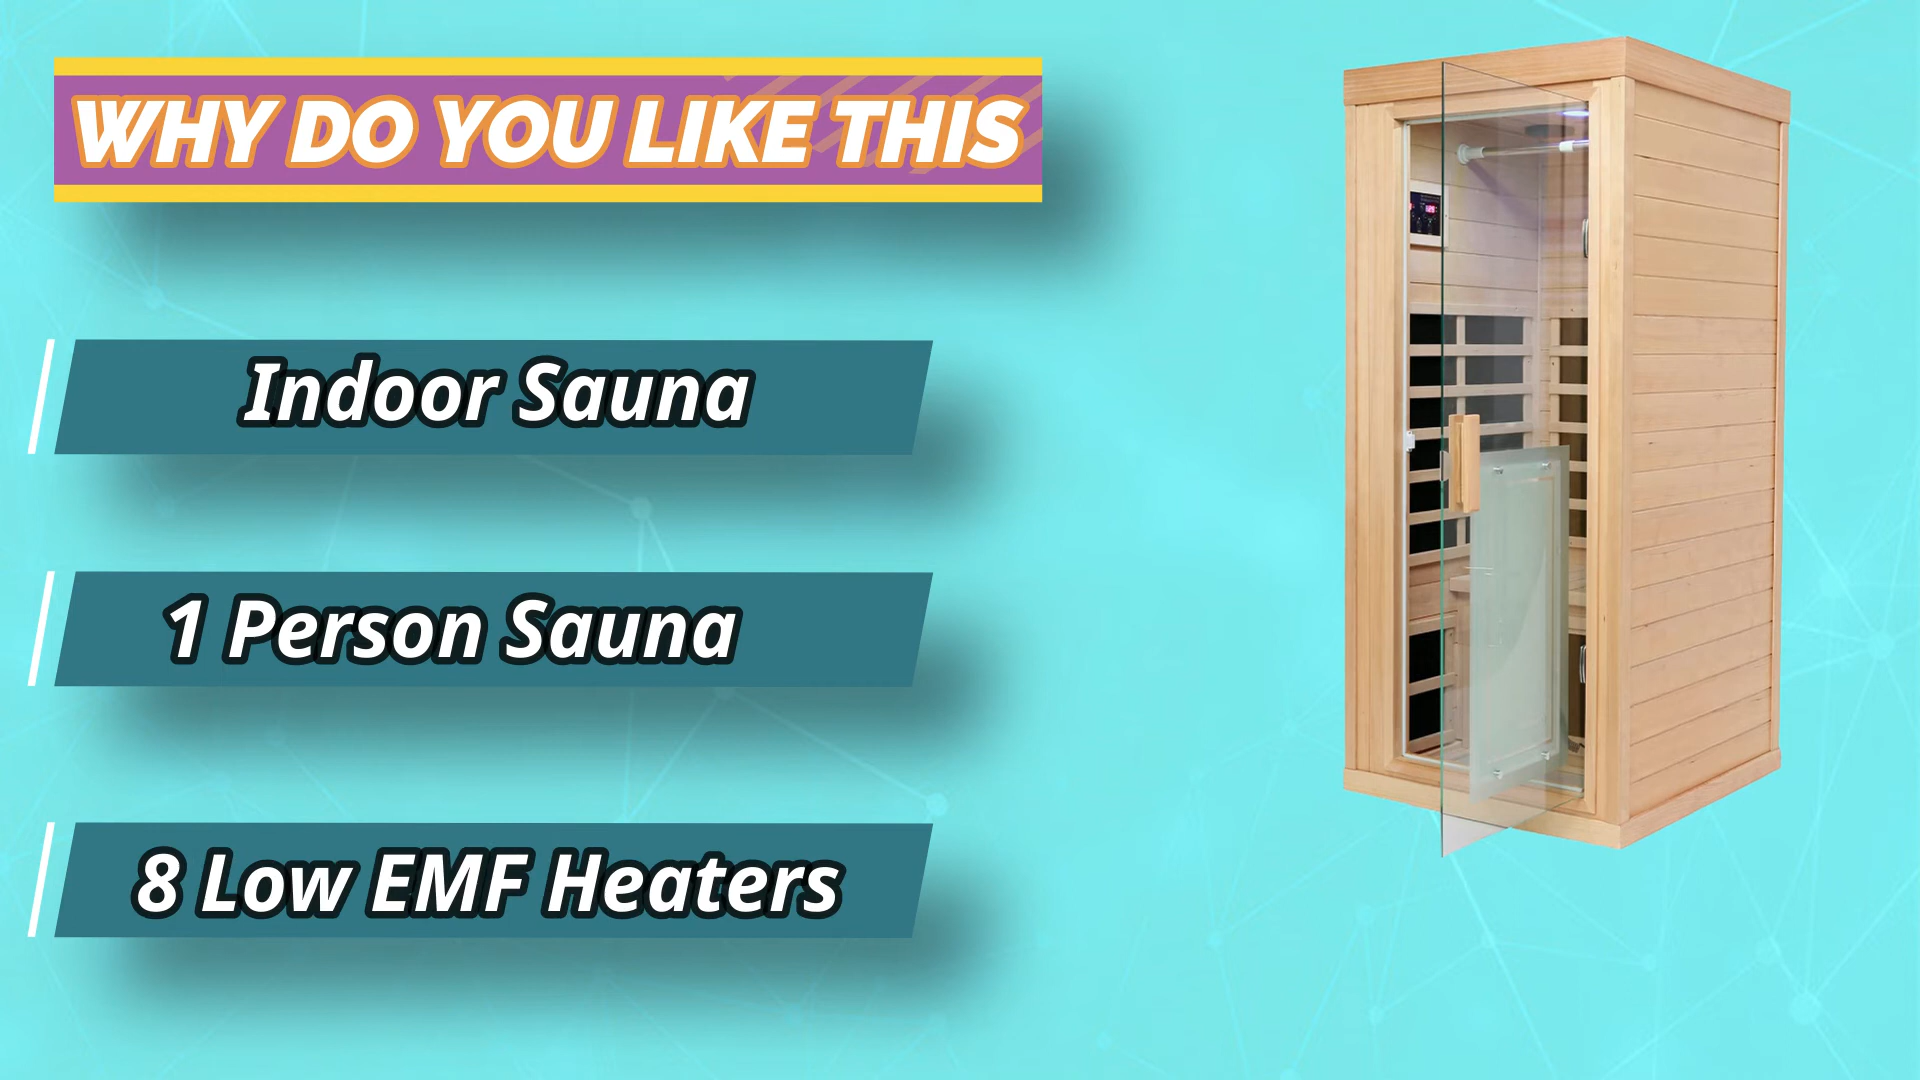 WHY DO YOU LIKE THIS
Indoor Sauna
1 Person Sauna
8 Low EMF Heaters